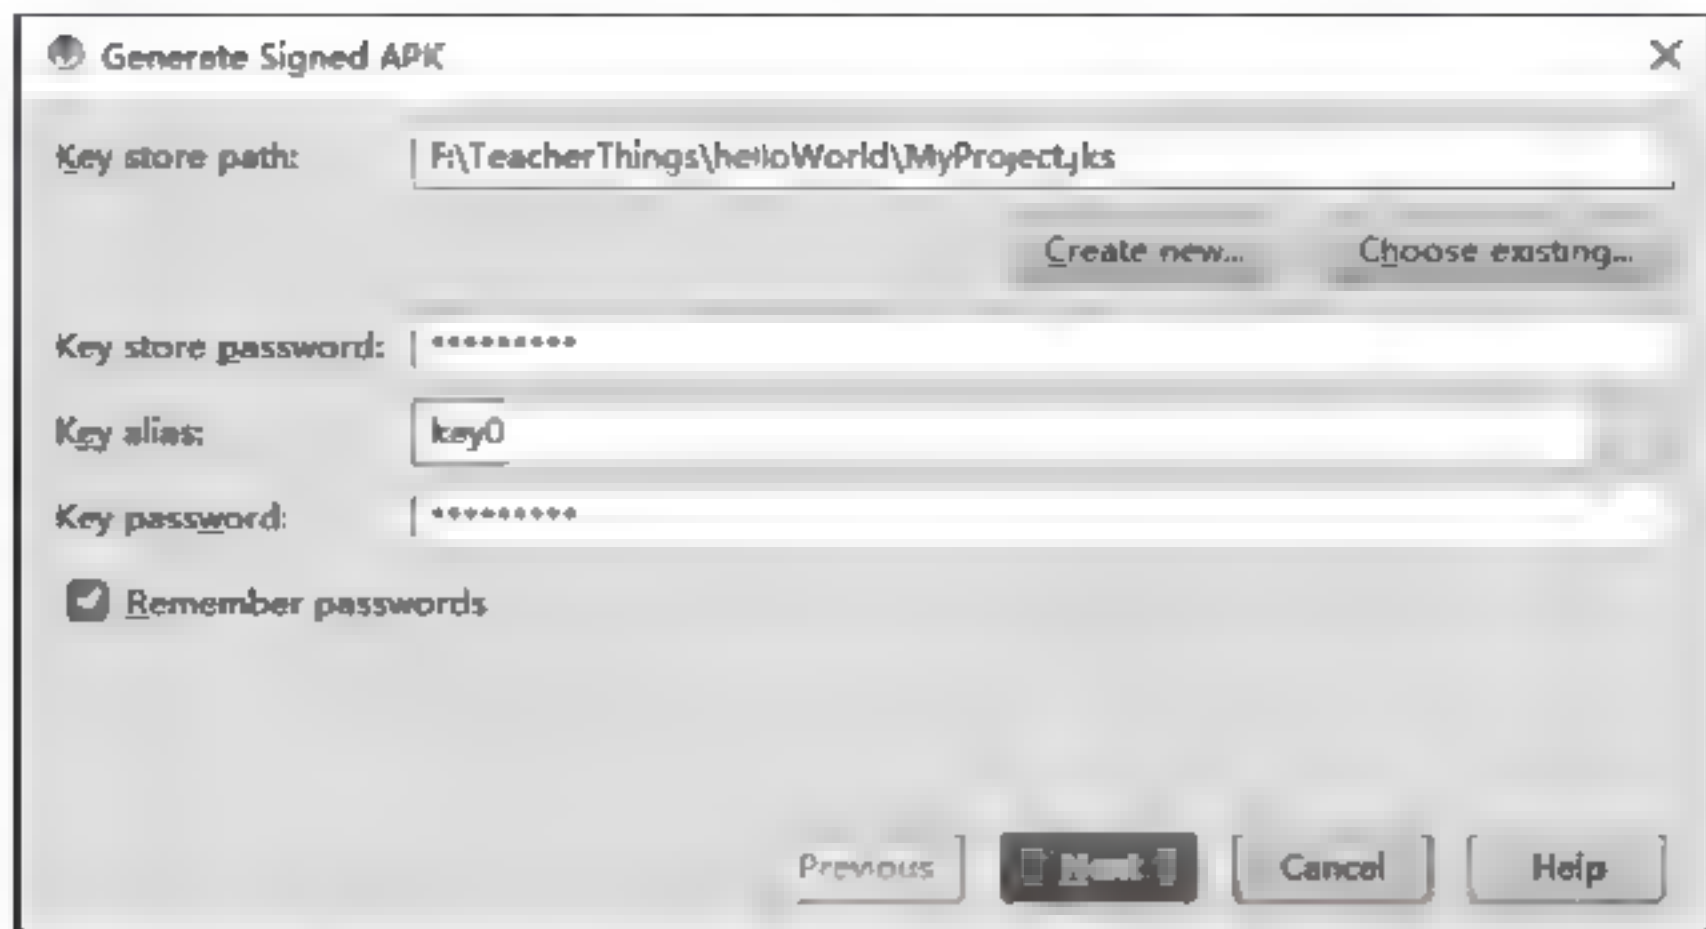 Generate Signed APK
Key store path: F:\TeacherThings\helloWorld\MyProject.jks
Create new... Choose existing...
Key store password: *********
Key alias: key0
Key password: *********
Remember passwords
Previous Next Cancel Help